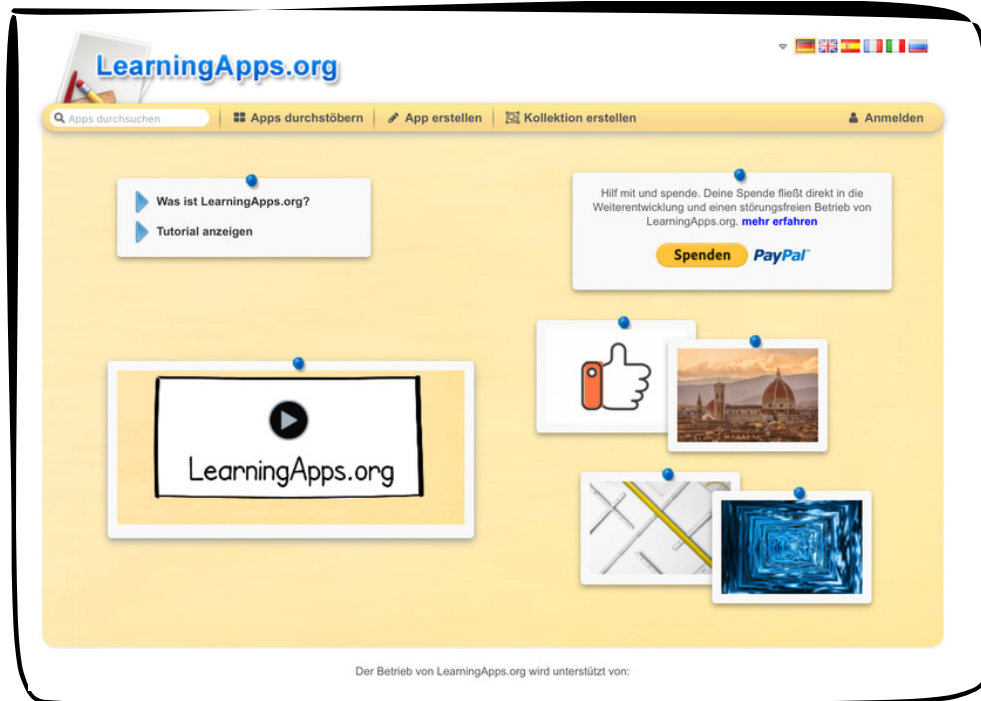 LearningApps.org
Apps durchsuchen
Apps durchstöbern
App erstellen
Kollektion erstellen
Anmelden
Was ist LearningApps.org?
Tutorial anzeigen
Hilf mit und spende. Deine Spende fließt direkt in die
Weiterentwicklung und einen störungsfreien Betrieb von
LearningApps.org. mehr erfahren
Spenden PayPal
LearningApps.org
Der Betrieb von LearningApps.org wird unterstützt von: